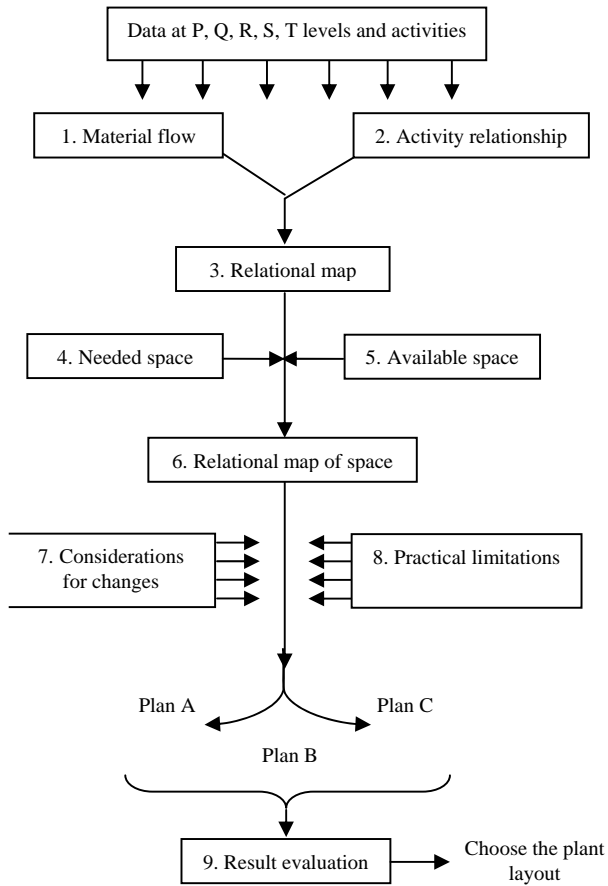 Data at P, Q, R, S, T levels and activities
1. Material flow
2. Activity relationship
3. Relational map
4. Needed space
5. Available space
6. Relational map of space
7. Considerations
for changes
8. Practical limitations
Plan A
Plan C
Plan B
9. Result evaluation
Choose the plant
layout